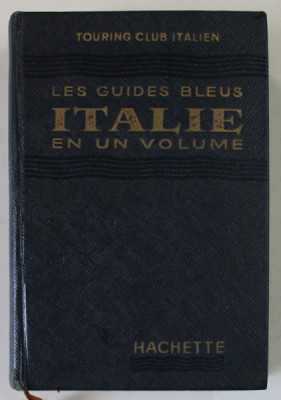 TOURING CLUB ITALIEN
LES GUIDES BLEUS
ITALIE
EN UN VOLUME
HACHETTE